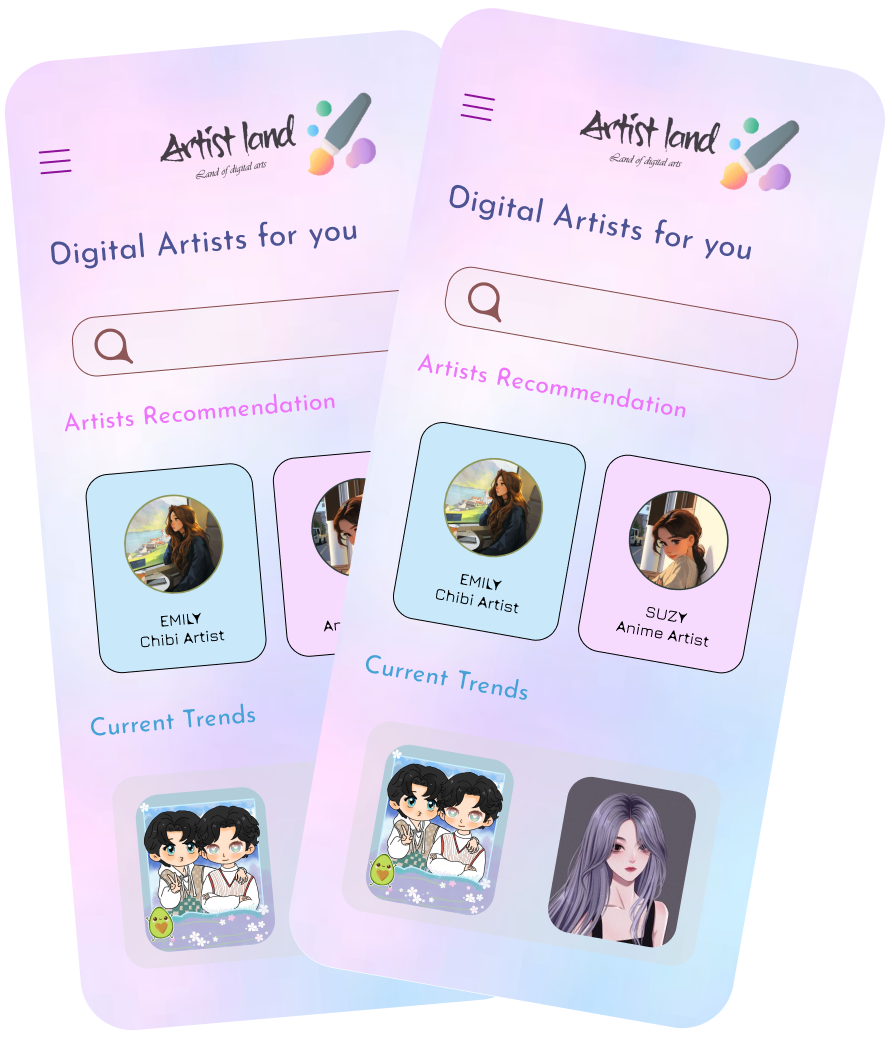 Artist land
Land of digital arts
Digital Artists for you
Artists Recommendation
EMILY
Chibi Artist
An
Current Trends
Artist land
Land of digital arts
Digital Artists for you
Artists Recommendation
EMILY
Chibi Artist
SUZY
Anime Artist
Current Trends